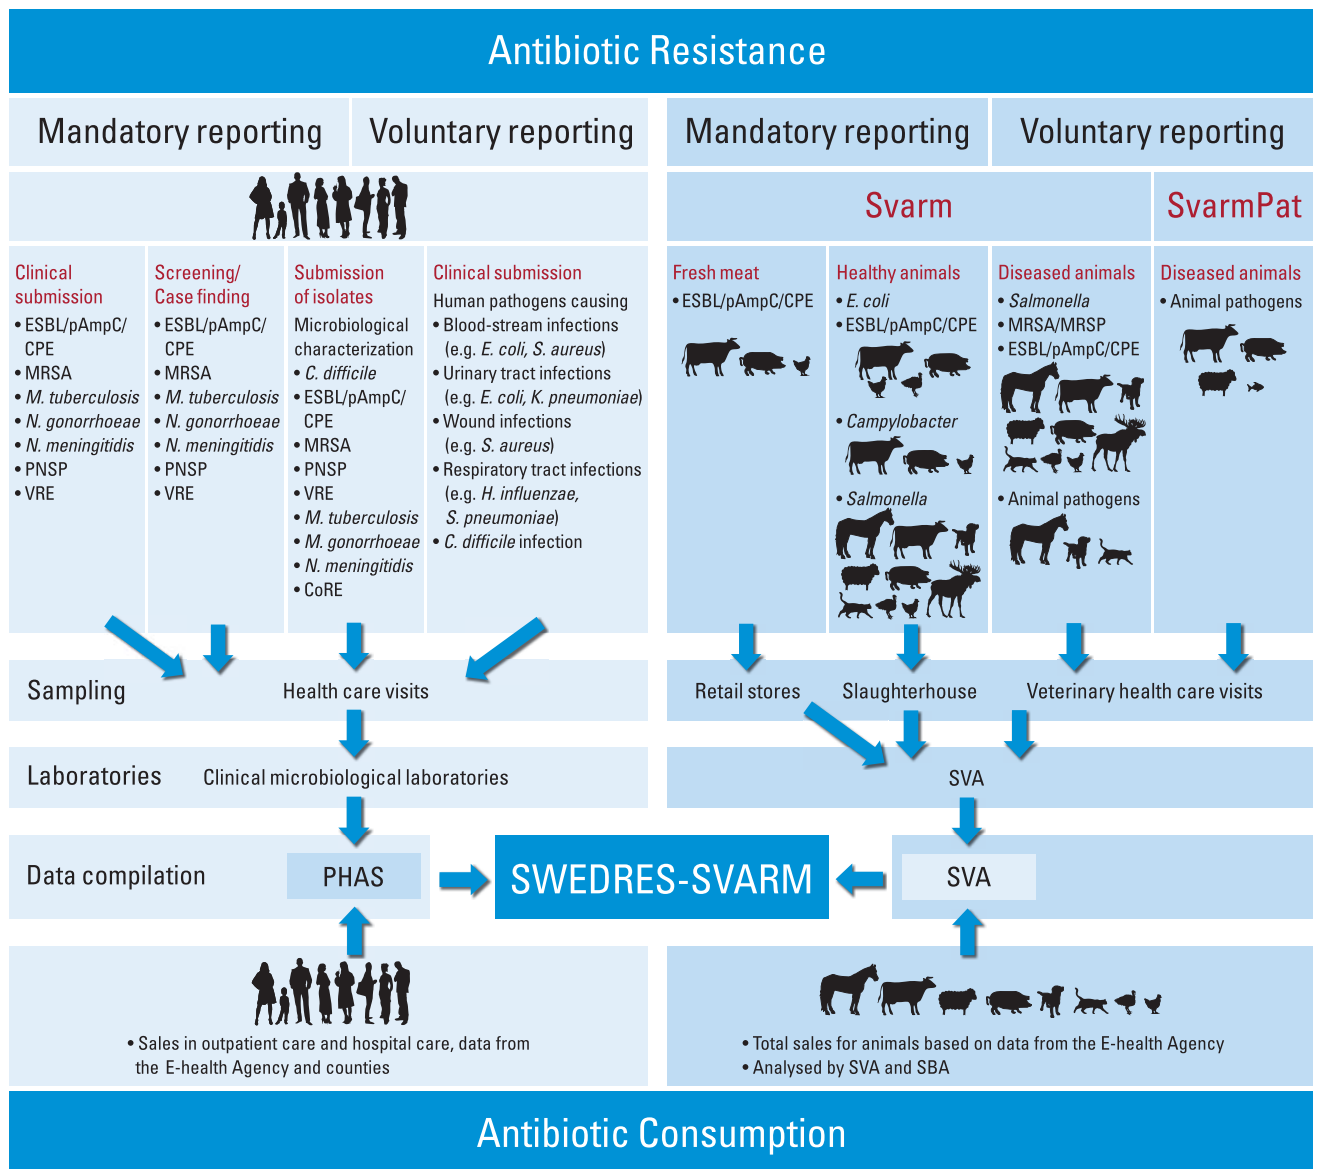 Antibiotic Resistance
Mandatory reporting
Voluntary reporting
Mandatory reporting
Voluntary reporting
Svarm
SvarmPat
Clinical
submission
• ESBL/pAmpC/
CPE
• MRSA
• M. tuberculosis
• N. gonorrhoeae
• N. meningitidis
• PNSP
• VRE
Screening/
Case finding
• ESBL/pAmpC/
CPE
• MRSA
• M. tuberculosis
• N. gonorrhoeae
• N. meningitidis
• PNSP
• VRE
Submission
of isolates
Microbiological
characterization
• C. difficile
• ESBL/pAmpC/
CPE
• MRSA
• PNSP
• VRE
• M. tuberculosis
• M. gonorrhoeae
• N. meningitidis
• CoRE
Clinical submission
Human pathogens causing
• Blood-stream infections
(e.g. E. coli, S. aureus)
• Urinary tract infections
(e.g. E. coli, K. pneumoniae)
• Wound infections
(e.g. S. aureus)
• Respiratory tract infections
(e.g. H. influenzae,
S. pneumoniae)
• C. difficile infection
Fresh meat
• ESBL/pAmpC/CPE
Healthy animals
• E. coli
• ESBL/pAmpC/CPE
• Campylobacter
• Salmonella
Diseased animals
• Salmonella
• MRSA/MRSP
• ESBL/pAmpC/CPE
• Animal pathogens
Diseased animals
• Animal pathogens
Sampling
Health care visits
Retail stores
Slaughterhouse
Veterinary health care visits
Laboratories
Clinical microbiological laboratories
SVA
Data compilation
PHAS
SWEDRES-SVARM
SVA
• Sales in outpatient care and hospital care, data from
the E-health Agency and counties
• Total sales for animals based on data from the E-health Agency
• Analysed by SVA and SBA
Antibiotic Consumption